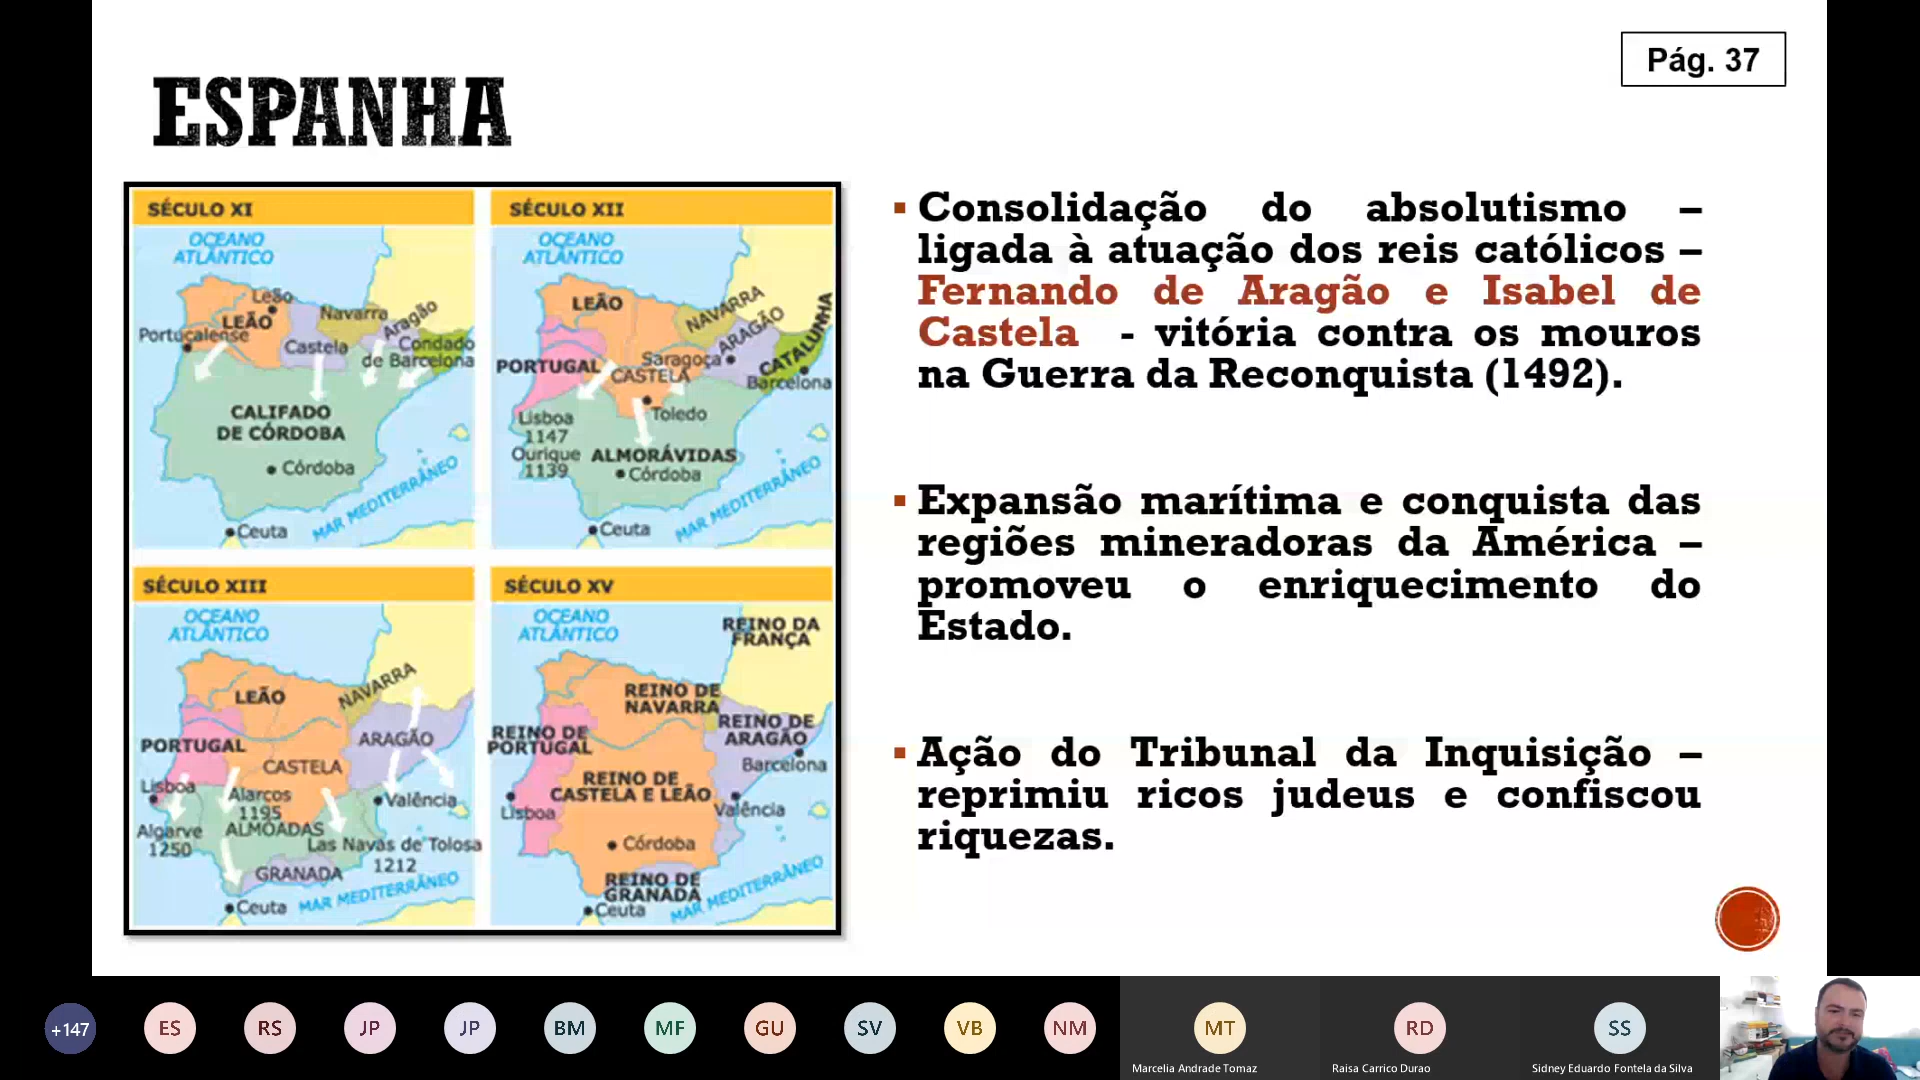 Pág. 37
ESPANHA
SÉCULO XI
OCEANO
ATLÂNTICO
Leão
LEÃO
Navarra
Aragão
Portucalense
Castela
Condado
de Barcelona
CALIFADO
DE CÓRDOBA
Córdoba
MAR MEDITERRÂNEO
Ceuta
SÉCULO XII
OCEANO
ATLÂNTICO
LEÃO
NAVARRA
ARAGÃO
CATALUNHA
PORTUGAL
Saragoça
CASTELA
Barcelona
Lisboa
1147
Toledo
Ourique
1139
ALMORÁVIDAS
Córdoba
MAR MEDITERRÂNEO
Ceuta
SÉCULO XIII
OCEANO
ATLÂNTICO
LEÃO
NAVARRA
PORTUGAL
ARAGÃO
CASTELA
Lisboa
Alarcos
1195
Valência
Algarve
1250
ALMOADAS
Las Navas de Tolosa
1212
GRANADA
MAR MEDITERRÂNEO
Ceuta
SÉCULO XV
OCEANO
ATLÂNTICO
REINO DA
FRANÇA
REINO DE
NAVARRA
REINO DE
PORTUGAL
REINO DE
ARAGÃO
Barcelona
REINO DE
CASTELA E LEÃO
Lisboa
Valência
Córdoba
REINO DE
GRANADA
MAR MEDITERRÂNEO
Ceuta
Consolidação do absolutismo –
ligada à atuação dos reis católicos –
Fernando de Aragão e Isabel de
Castela - vitória contra os mouros
na Guerra da Reconquista (1492).
Expansão marítima e conquista das
regiões mineradoras da América –
promoveu o enriquecimento do
Estado.
Ação do Tribunal da Inquisição –
reprimiu ricos judeus e confiscou
riquezas.
+147
ES
RS
JP
JP
BM
MF
GU
SV
VB
NM
MT
RD
SS
Marcelia Andrade Tomaz
Raisa Carrico Durao
Sidney Eduardo Fontela da Silva